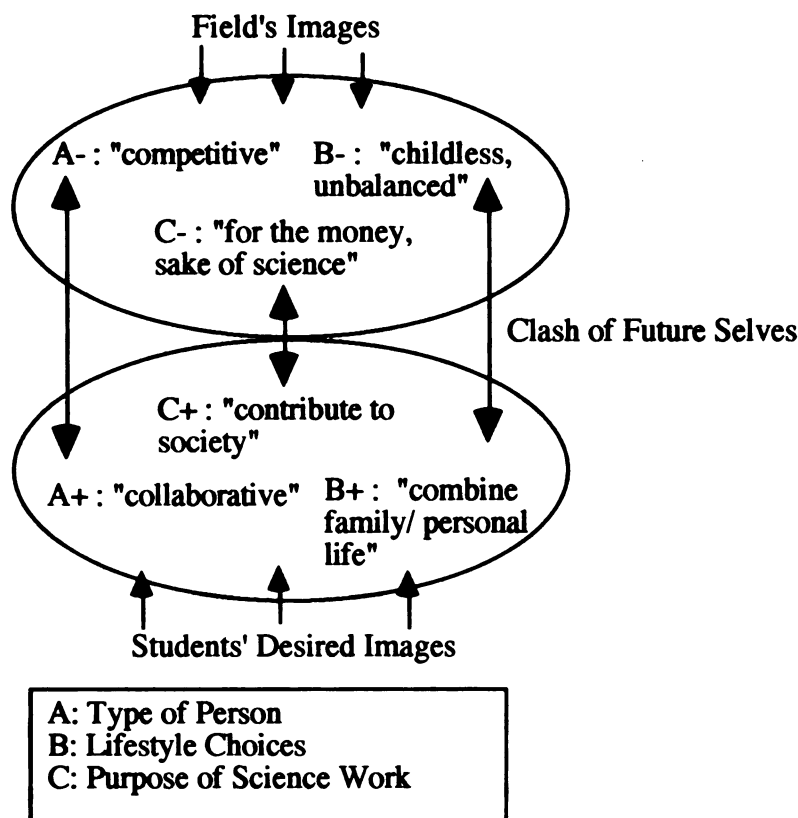 Field's Images
A- : "competitive"
B- : "childless,
unbalanced"
C- : "for the money,
sake of science"
Clash of Future Selves
C+ : "contribute to
society"
A+ : "collaborative"
B+ : "combine
family/ personal
life"
Students' Desired Images
A: Type of Person
B: Lifestyle Choices
C: Purpose of Science Work